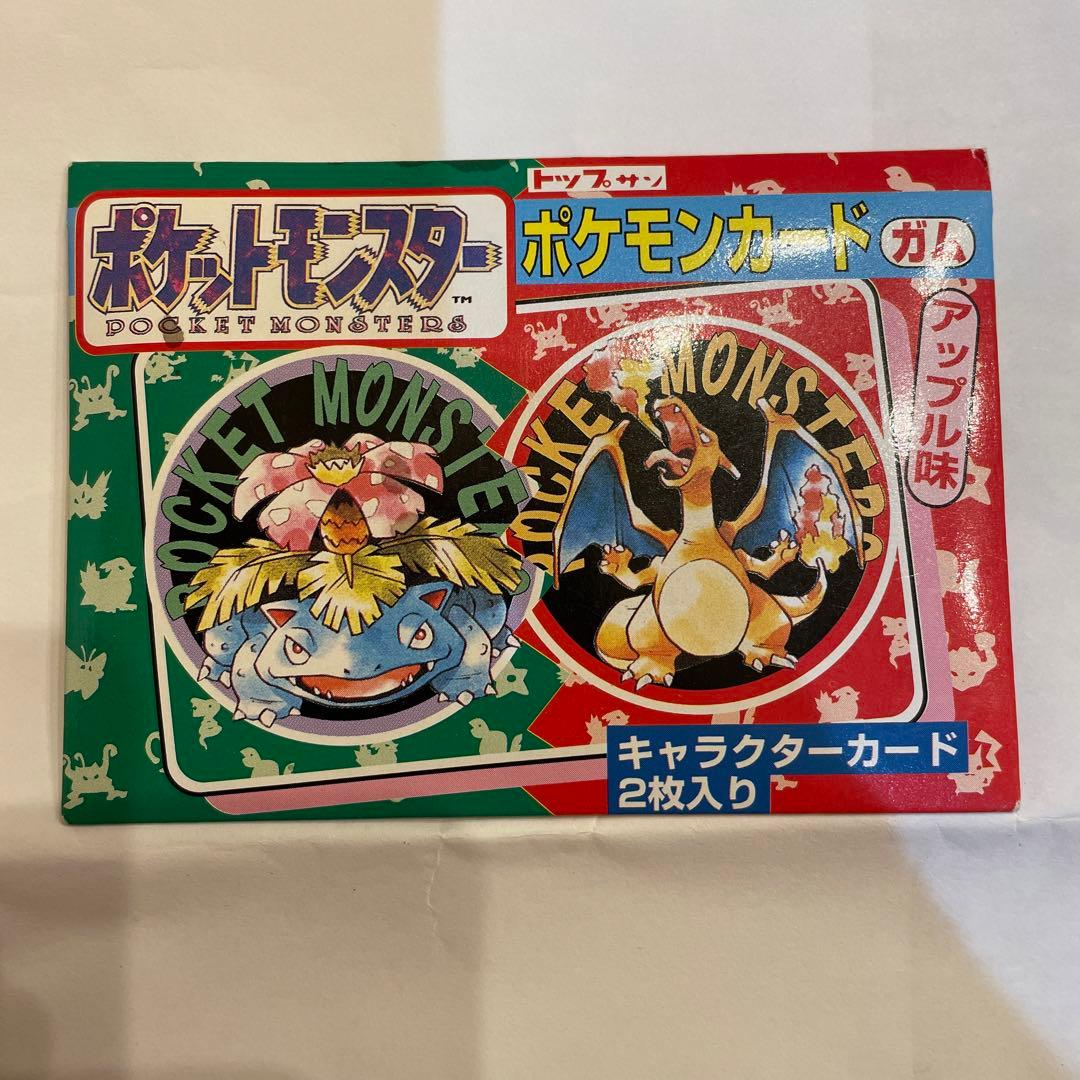 トップサン
ポケットモンスター™
POCKET MONSTERS
ポケモンカード ガム
アップル味
POCKET MONSTERS
POCKET MONSTERS
キャラクターカード
2枚入り